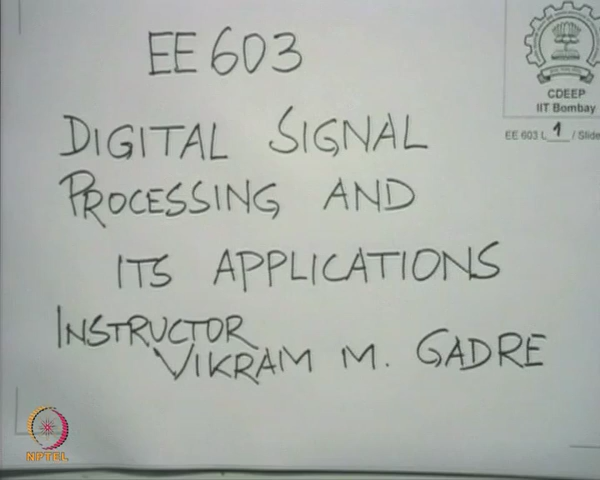 EE 603
DIGITAL SIGNAL
PROCESSING AND
ITS APPLICATIONS
INSTRUCTOR
VIKRAM M. GADRE
CDEEP
IIT Bombay
EE 603 L 1 / Slide
NPTEL